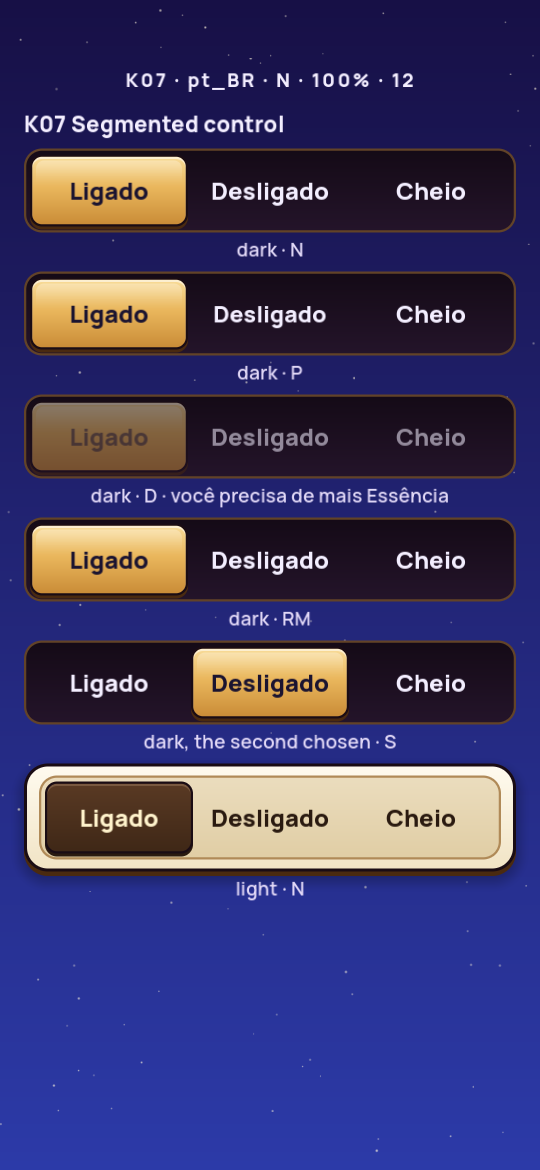 K07 · pt_BR · N · 100% · 12
K07 Segmented control
Ligado Desligado Cheio
dark · N
Ligado Desligado Cheio
dark · P
Ligado Desligado Cheio
dark · D · você precisa de mais Essência
Ligado Desligado Cheio
dark · RM
Ligado Desligado Cheio
dark, the second chosen · S
Ligado Desligado Cheio
light · N